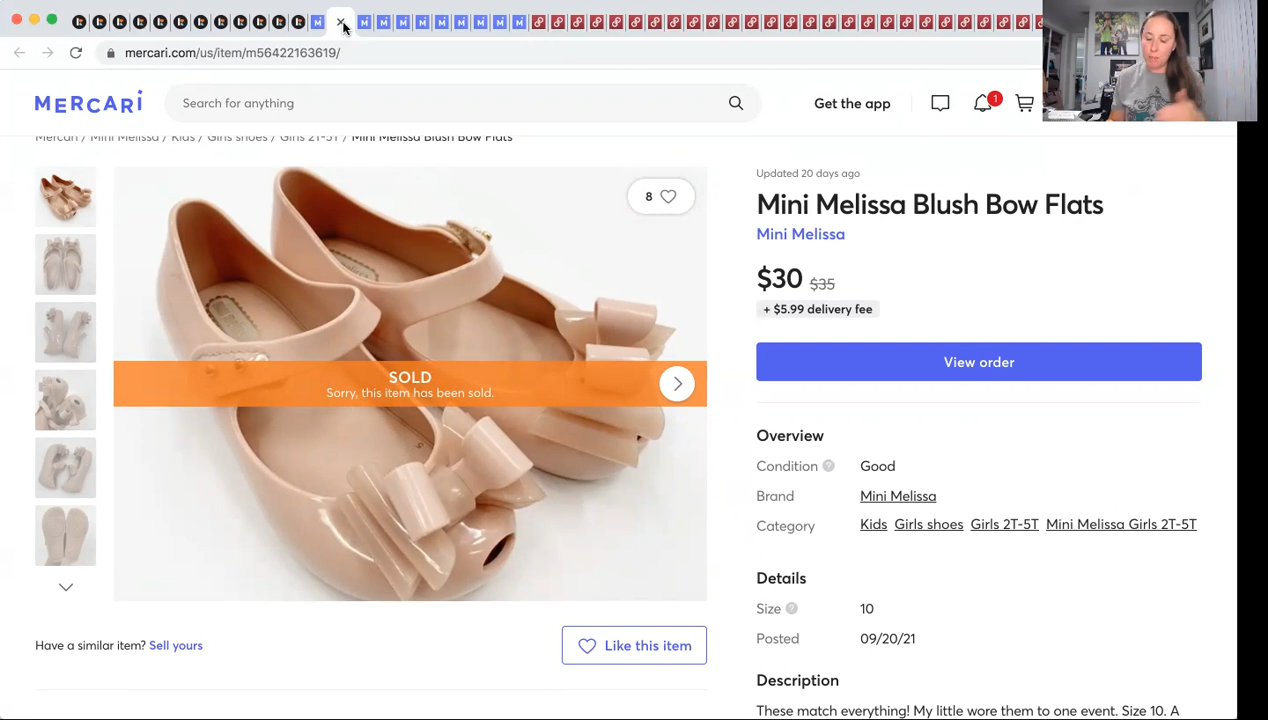 mercari.com/us/item/m56422163619/
MERCARI
Search for anything
Get the app
1
Mercari / Mini Melissa / Kids / Girls shoes / Girls 2T-5T / Mini Melissa Blush Bow Flats
8
SOLD
Sorry, this item has been sold.
Have a similar item? Sell yours
Like this item
Updated 20 days ago
Mini Melissa Blush Bow Flats
Mini Melissa
$30 $35
+ $5.99 delivery fee
View order
Overview
Condition Good
Brand Mini Melissa
Category Kids Girls shoes Girls 2T-5T Mini Melissa Girls 2T-5T
Details
Size 10
Posted 09/20/21
Description
These match everything! My little wore them to one event. Size 10. A